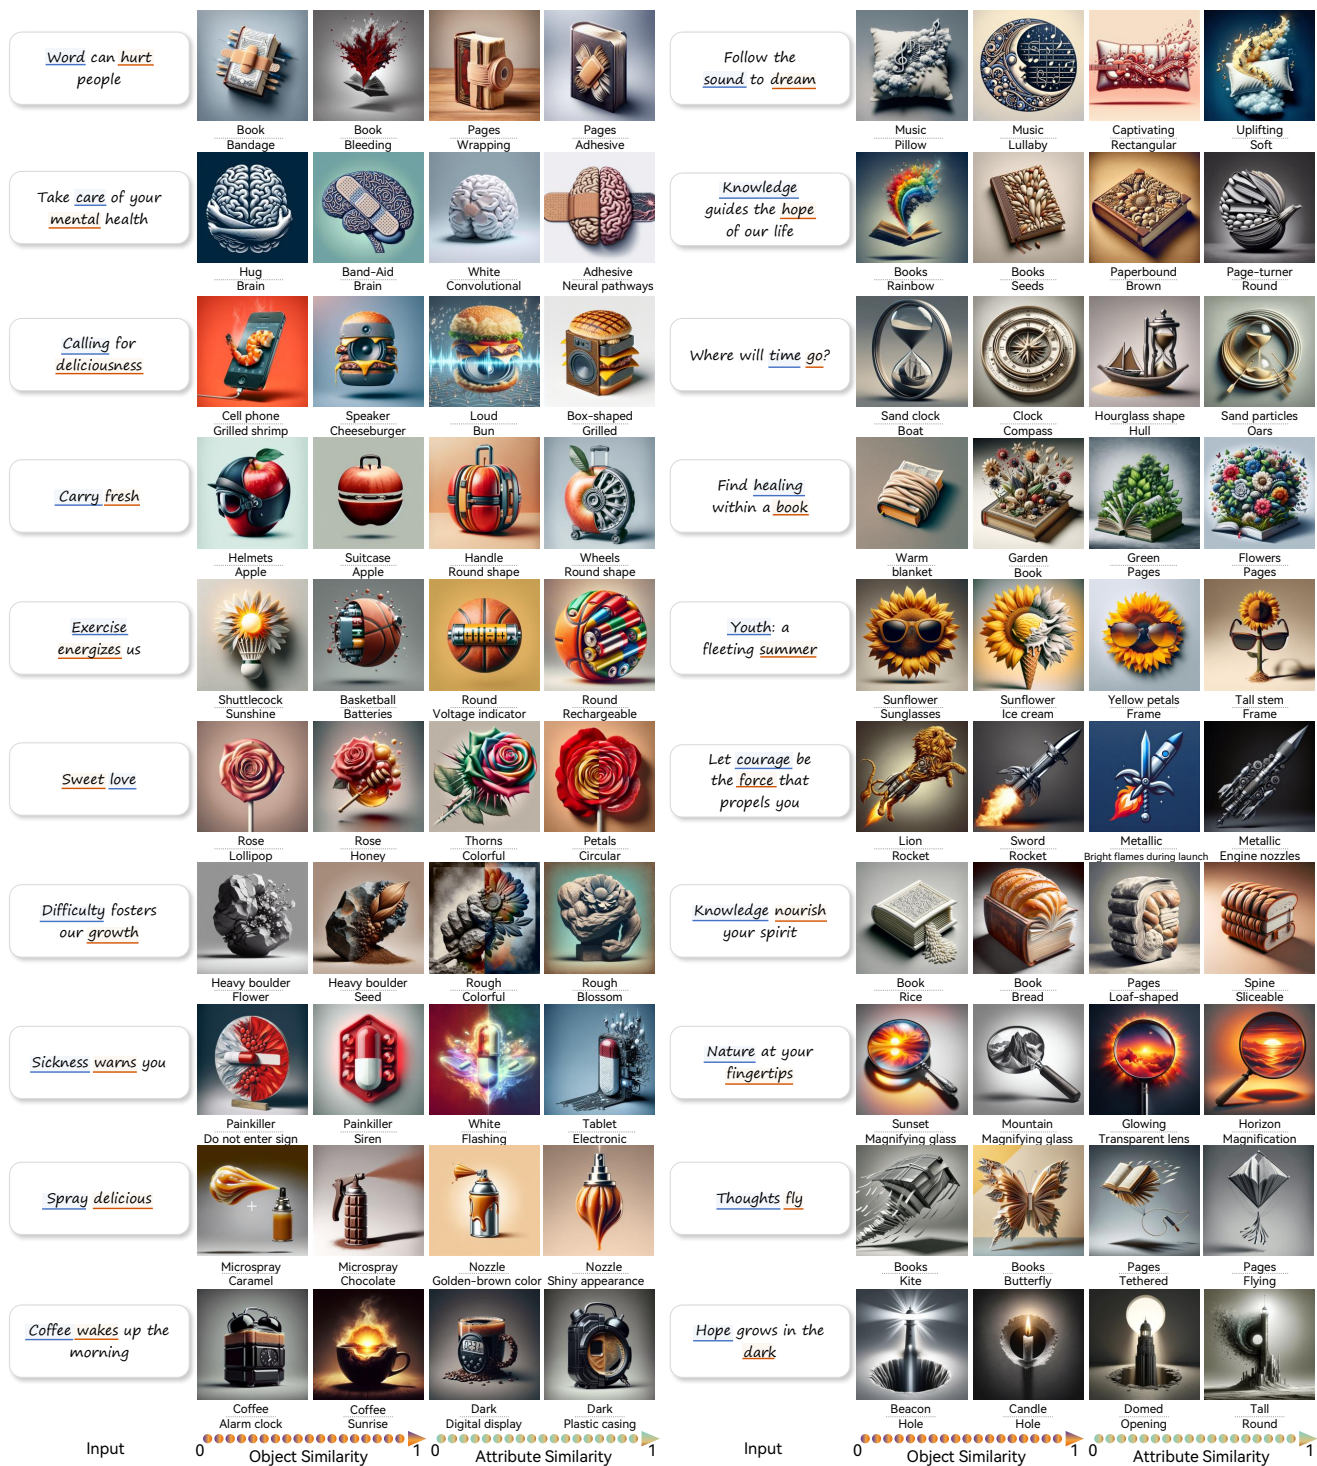 Word can hurt
people
Book
Bandage
Book
Bleeding
Pages
Wrapping
Pages
Adhesive
Take care of your
mental health
Hug
Brain
Band-Aid
Brain
White
Convolutional
Adhesive
Neural pathways
Calling for
deliciousness
Cell phone
Grilled shrimp
Speaker
Cheeseburger
Loud
Bun
Box-shaped
Grilled
Carry fresh
Helmets
Apple
Suitcase
Apple
Handle
Round shape
Wheels
Round shape
Exercise
energizes us
Shuttlecock
Sunshine
Basketball
Batteries
Round
Voltage indicator
Round
Rechargeable
Sweet love
Rose
Lollipop
Rose
Honey
Thorns
Colorful
Petals
Circular
Difficulty fosters
our growth
Heavy boulder
Flower
Heavy boulder
Seed
Rough
Colorful
Rough
Blossom
Sickness warns you
Painkiller
Do not enter sign
Painkiller
Siren
White
Flashing
Tablet
Electronic
Spray delicious
Microspray
Caramel
Microspray
Chocolate
Nozzle
Golden-brown color
Nozzle
Shiny appearance
Coffee wakes up the
morning
Coffee
Alarm clock
Coffee
Sunrise
Dark
Digital display
Dark
Plastic casing
Input
0
Object Similarity
1
Attribute Similarity
1
Follow the
sound to dream
Music
Pillow
Music
Lullaby
Captivating
Rectangular
Uplifting
Soft
Knowledge
guides the hope
of our life
Books
Rainbow
Books
Seeds
Paperbound
Brown
Page-turner
Round
Where will time go?
Sand clock
Boat
Clock
Compass
Hourglass shape
Hull
Sand particles
Oars
Find healing
within a book
Warm
blanket
Garden
Book
Green
Pages
Flowers
Pages
Youth: a
fleeting summer
Sunflower
Sunglasses
Sunflower
Ice cream
Yellow petals
Frame
Tall stem
Frame
Let courage be
the force that
propels you
Lion
Rocket
Sword
Rocket
Metallic
Bright flames during launch
Metallic
Engine nozzles
Knowledge nourish
your spirit
Book
Rice
Book
Bread
Pages
Loaf-shaped
Spine
Sliceable
Nature at your
fingertips
Sunset
Magnifying glass
Mountain
Magnifying glass
Glowing
Transparent lens
Horizon
Magnification
Thoughts fly
Books
Kite
Books
Butterfly
Pages
Tethered
Pages
Flying
Hope grows in the
dark
Beacon
Hole
Candle
Hole
Domed
Opening
Tall
Round
Input
0
Object Similarity
1
Attribute Similarity
1